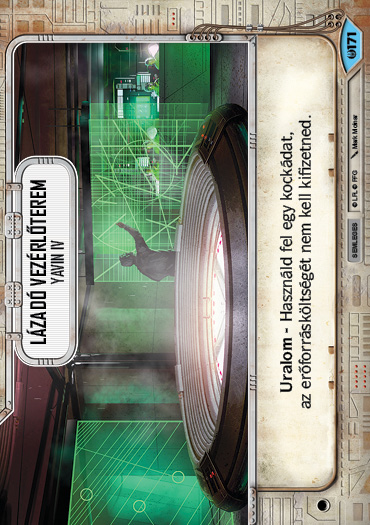 LÁZADÓ VEZÉRLŐTEREM
YAVIN IV
Uralom - Használd fel egy kockádat,
az erőforrásköltségét nem kell kifizetned.
SEMLEGES
© LFL © FFG
Mark Molnar
171